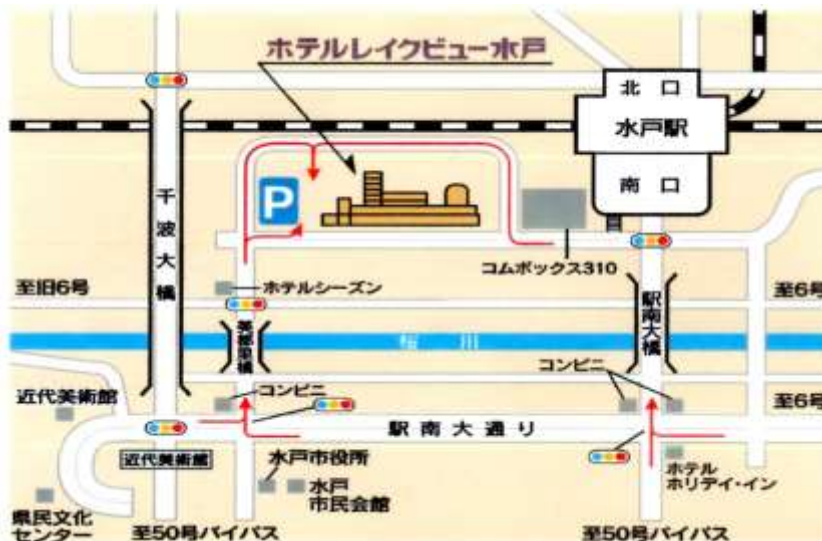 ホテルレイクビュー水戸
北口
水戸駅
南口
千波大橋
P
コムボックス310
至旧6号
ホテルシーズン
至6号
美都里橋
駅南大橋
桜川
近代美術館
コンビニ
コンビニ
至6号
駅南大通り
近代美術館
水戸市役所
水戸
市民会館
ホテル
ホリデイ・イン
県民文化
センター
至50号バイパス
至50号バイパス